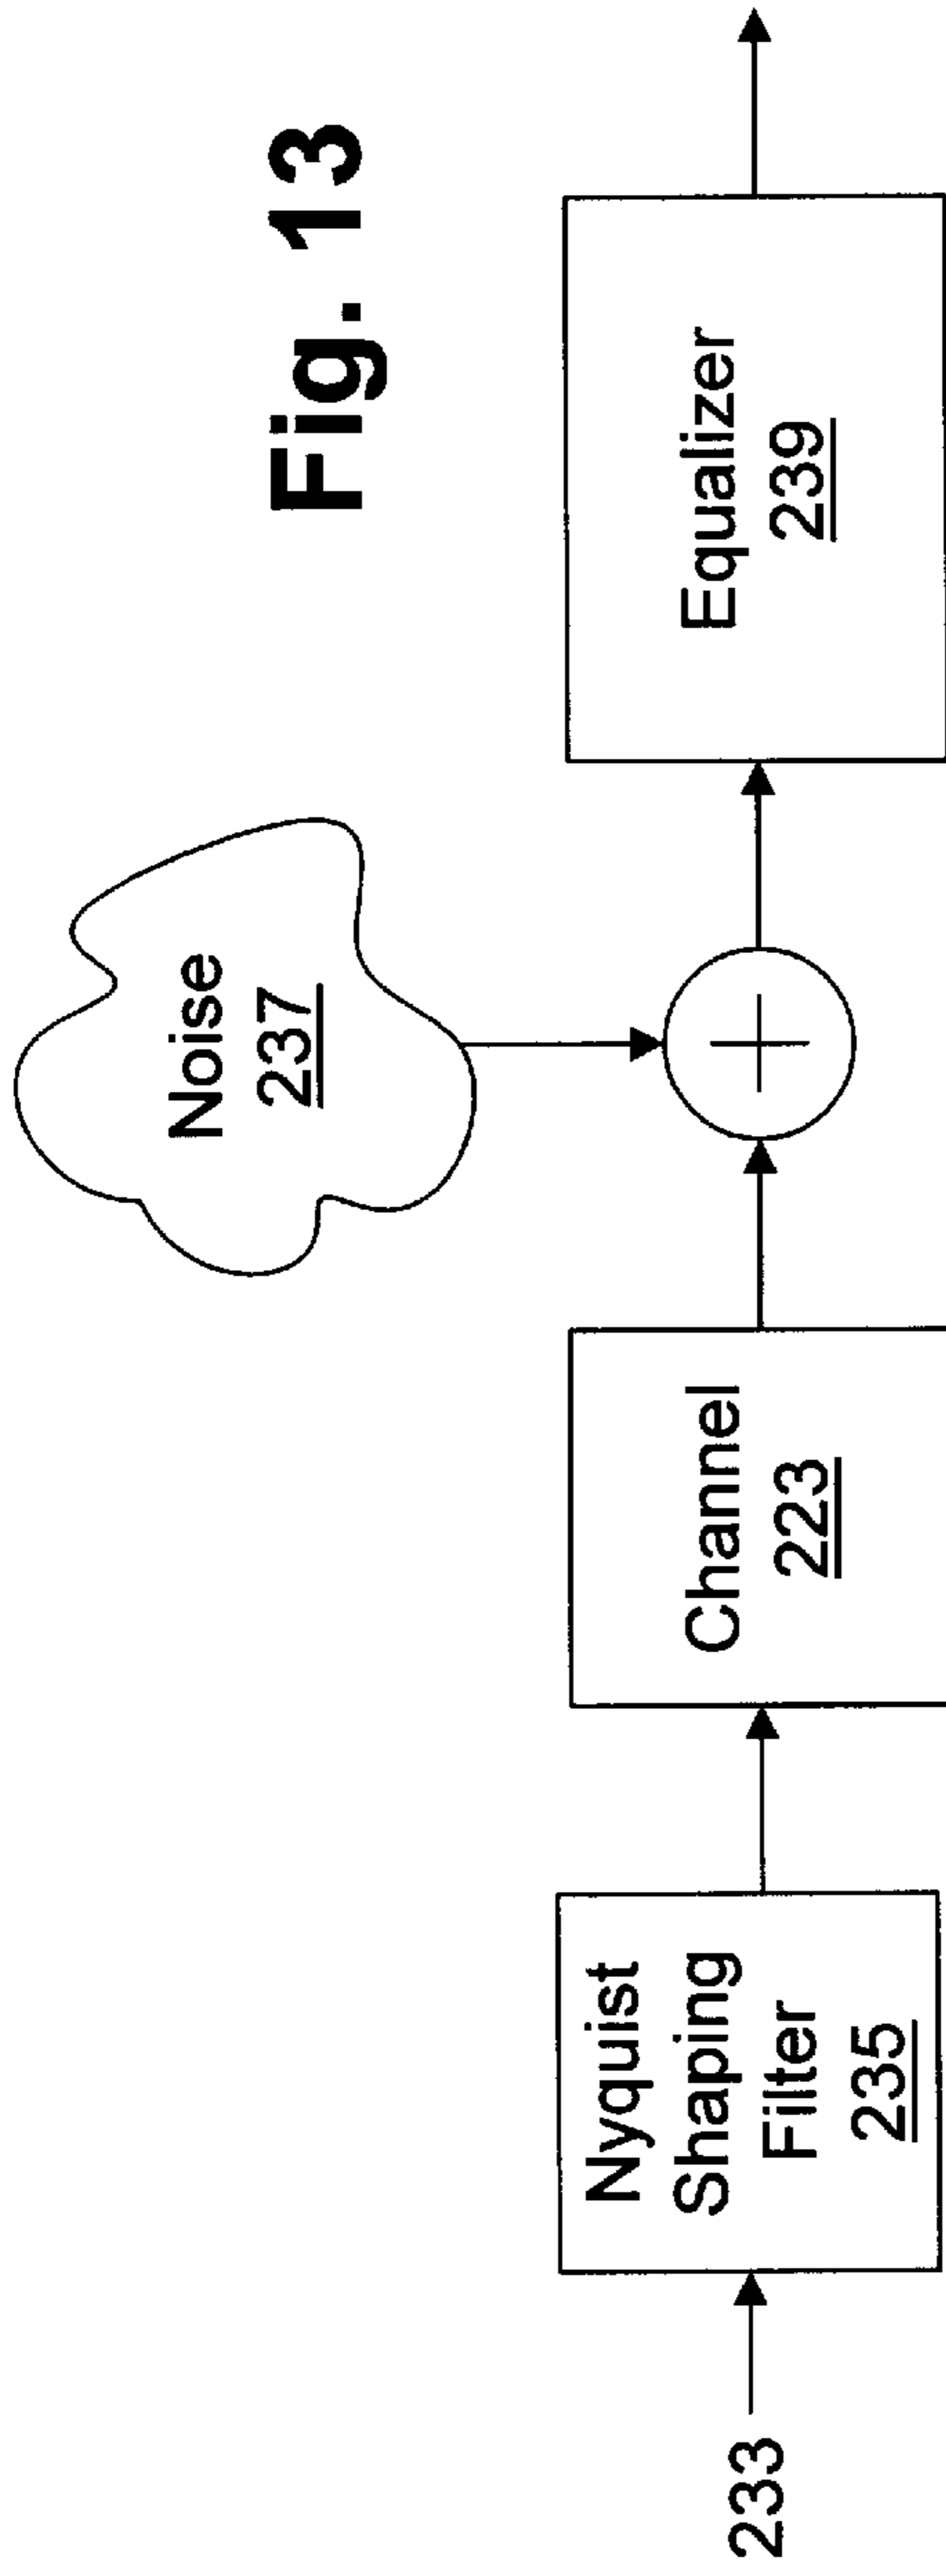 Fig. 13
Noise
237
233
Nyquist
Shaping
Filter
235
Channel
223
+
Equalizer
239